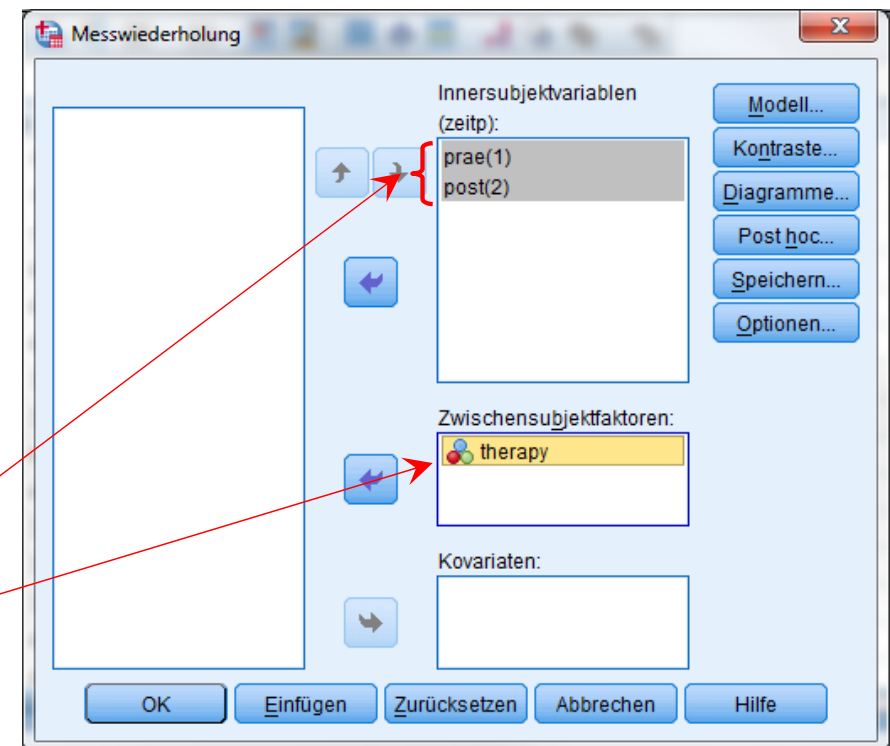 Messwiederholung
Innersubjektvariablen
(zeitp):
prae(1)
post(2)
Modell...
Kontraste...
Diagramme...
Post hoc...
Speichern...
Optionen...
Zwischensubjektfaktoren:
therapy
Kovariaten:
OK
Einfügen
Zurücksetzen
Abbrechen
Hilfe